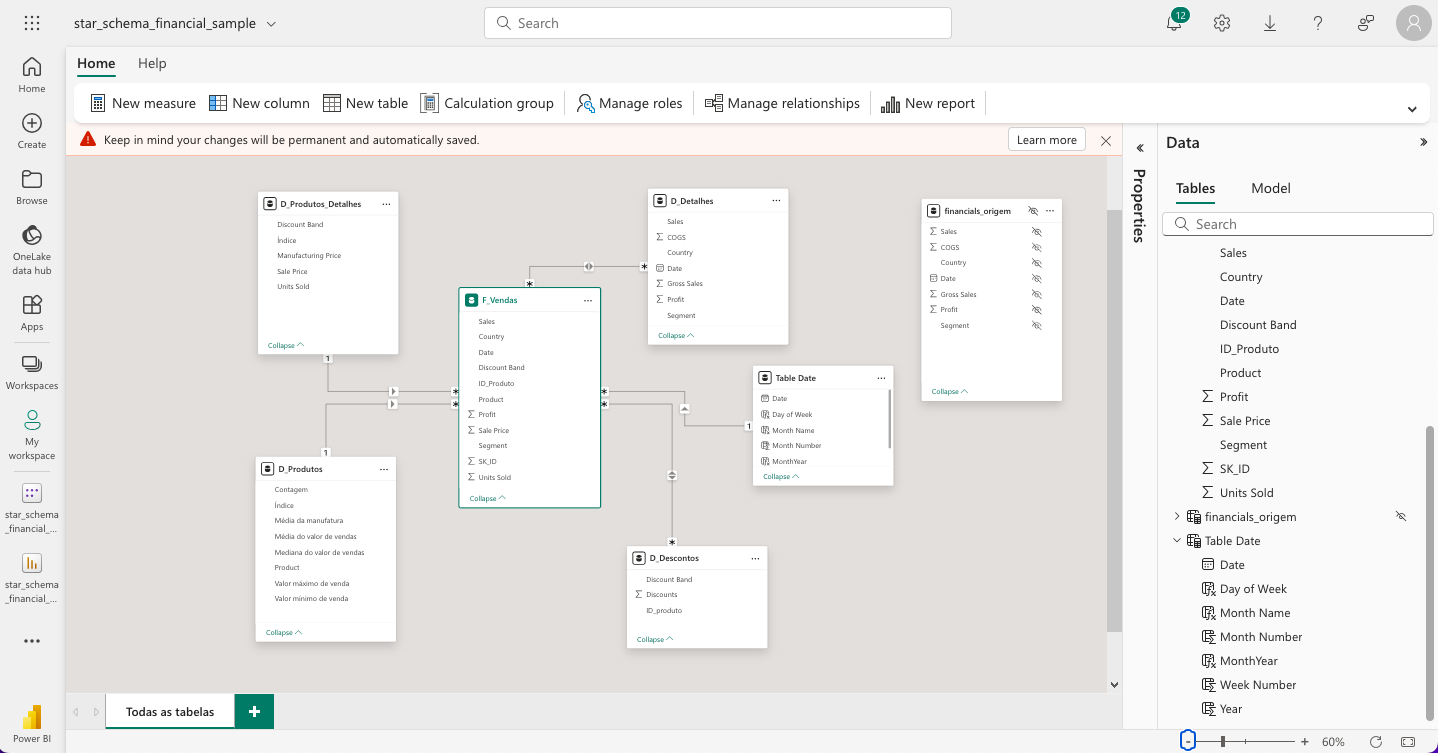 star_schema_financial_sample
Search
12
Home
Create
Browse
OneLake
data hub
Apps
Workspaces
My
workspace
star_schema
_financial_...
star_schema
_financial_...
Power BI
Home
Help
New measure
New column
New table
Calculation group
Manage roles
Manage relationships
New report
Keep in mind your changes will be permanent and automatically saved.
Learn more
D_Produtos_Detalhes
Discount Band
Índice
Manufacturing Price
Sale Price
Units Sold
Collapse
1
D_Detalhes
Sales
COGS
Country
Date
Gross Sales
Profit
Segment
Collapse
*
*
financials_origem
Sales
COGS
Country
Date
Gross Sales
Profit
Segment
Collapse
F_Vendas
Sales
Country
Date
Discount Band
ID_Produto
Product
Profit
Sale Price
Segment
SK_ID
Units Sold
Collapse
*
*
*
*
Table Date
Date
Day of Week
Month Name
Month Number
MonthYear
Collapse
1
1
D_Produtos
Contagem
Índice
Média da manufatura
Média do valor de vendas
Mediana do valor de vendas
Product
Valor máximo de venda
Valor mínimo de venda
Collapse
*
D_Descontos
Discount Band
Discounts
ID_produto
Collapse
Todas as tabelas
+
Properties
Data
Tables
Model
Search
Sales
Country
Date
Discount Band
ID_Produto
Product
Profit
Sale Price
Segment
SK_ID
Units Sold
financials_origem
Table Date
Date
Day of Week
Month Name
Month Number
MonthYear
Week Number
Year
- + 60%